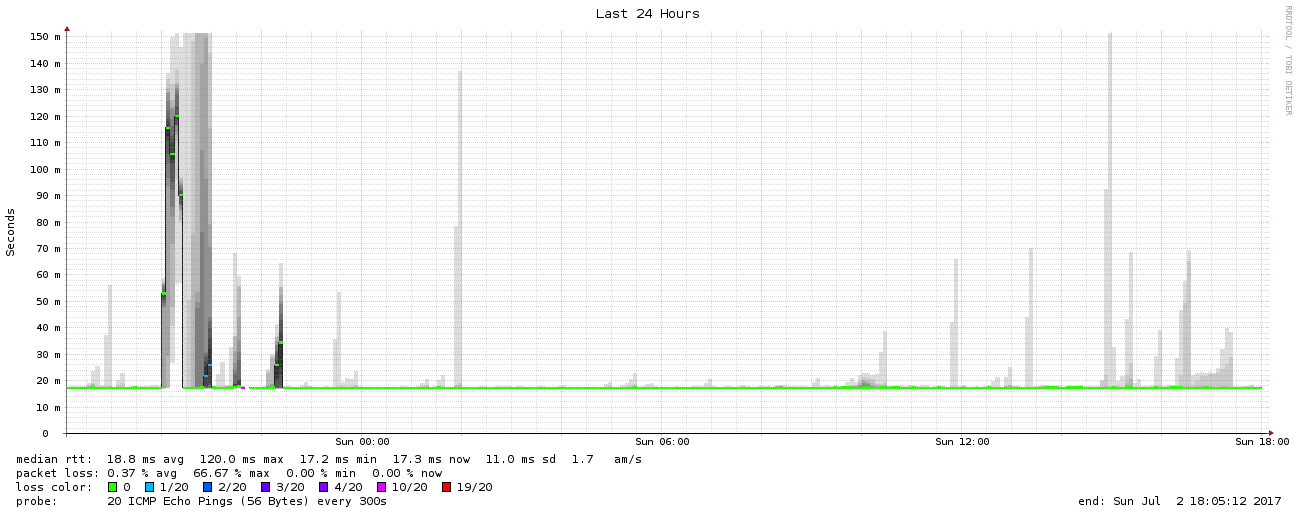 Last 24 Hours
RRDTOOL / TOBI OETIKER
Seconds
150 m
140 m
130 m
120 m
110 m
100 m
90 m
80 m
70 m
60 m
50 m
40 m
30 m
20 m
10 m
0
Sun 00:00 Sun 06:00 Sun 12:00 Sun 18:00
median rtt: 18.8 ms avg 120.0 ms max 17.2 ms min 17.3 ms now 11.0 ms sd 1.7 am/s
packet loss: 0.37 % avg 66.67 % max 0.00 % min 0.00 % now
loss color: 0 1/20 2/20 3/20 4/20 10/20 19/20
probe: 20 ICMP Echo Pings (56 Bytes) every 300s end: Sun Jul 2 18:05:12 2017